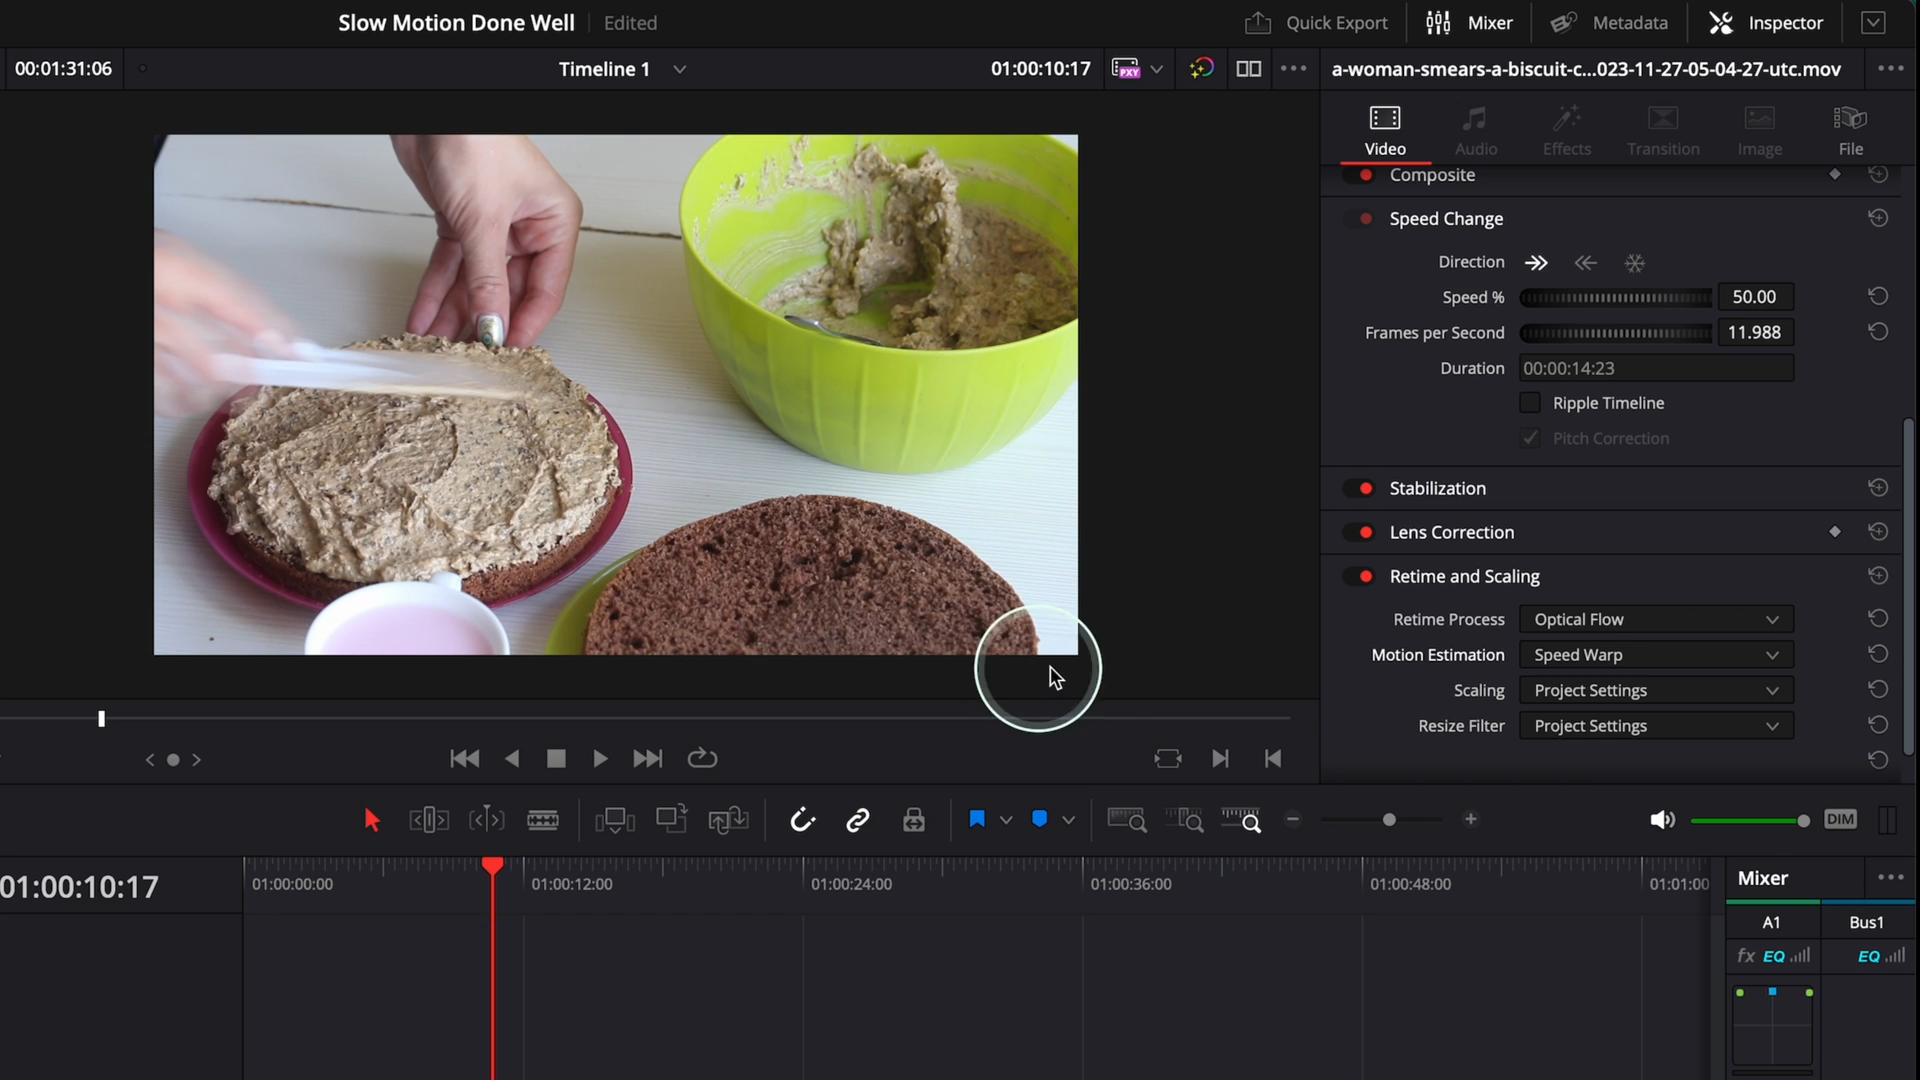 Slow Motion Done Well
Edited
Quick Export
Mixer
Metadata
Inspector
00:01:31:06
Timeline 1
01:00:10:17
PXY
a-woman-smears-a-biscuit-c...023-11-27-05-04-27-utc.mov
Video
Audio
Effects
Transition
Image
File
Composite
Speed Change
Direction
Speed %
50.00
Frames per Second
11.988
Duration
00:00:14:23
Ripple Timeline
Pitch Correction
Stabilization
Lens Correction
Retime and Scaling
Retime Process
Optical Flow
Motion Estimation
Speed Warp
Scaling
Project Settings
Resize Filter
Project Settings
DIM
01:00:10:17
01:00:00:00
01:00:12:00
01:00:24:00
01:00:36:00
01:00:48:00
01:01:00
Mixer
A1
Bus1
fx EQ
EQ